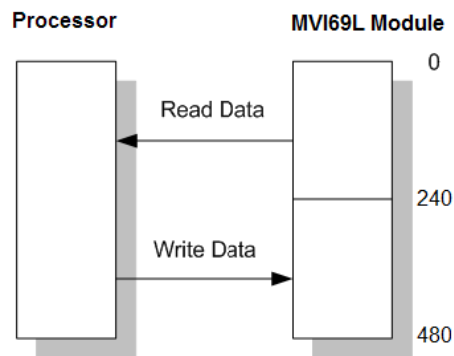 Processor
MVI69L Module
0
Read Data
240
Write Data
480